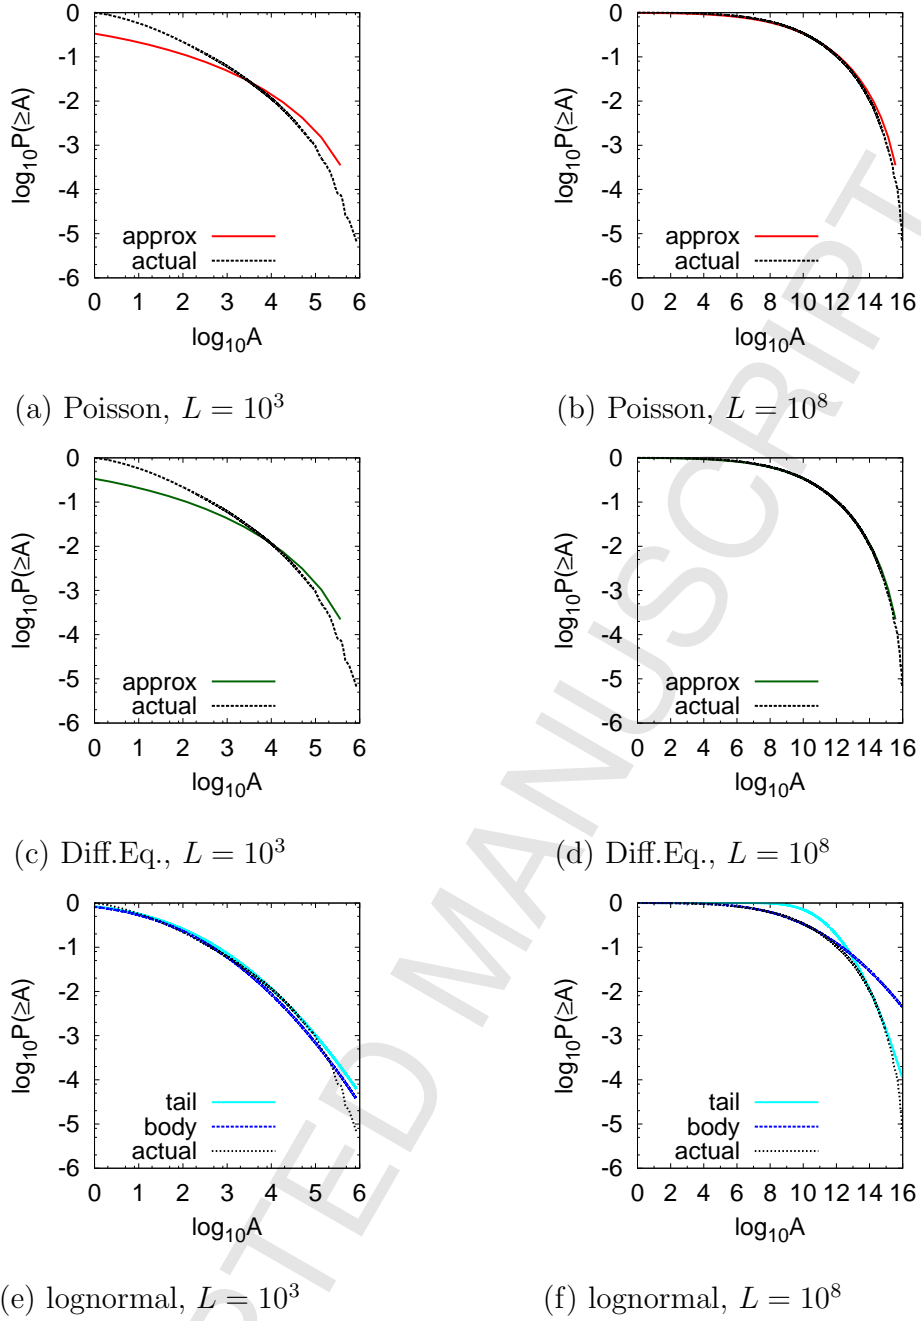 0
-1
-2
-3
-4
-5
-6
log10P(≥A)
approx
actual
0 1 2 3 4 5 6
log10A
(a) Poisson, L = 10^3
0
-1
-2
-3
-4
-5
-6
log10P(≥A)
approx
actual
0 2 4 6 8 10 12 14 16
log10A
(b) Poisson, L = 10^8
0
-1
-2
-3
-4
-5
-6
log10P(≥A)
approx
actual
0 1 2 3 4 5 6
log10A
(c) Diff.Eq., L = 10^3
0
-1
-2
-3
-4
-5
-6
log10P(≥A)
approx
actual
0 2 4 6 8 10 12 14 16
log10A
(d) Diff.Eq., L = 10^8
0
-1
-2
-3
-4
-5
-6
log10P(≥A)
tail
body
actual
0 1 2 3 4 5 6
log10A
(e) lognormal, L = 10^3
0
-1
-2
-3
-4
-5
-6
log10P(≥A)
tail
body
actual
0 2 4 6 8 10 12 14 16
log10A
(f) lognormal, L = 10^8
PTED MANUSCRIPT